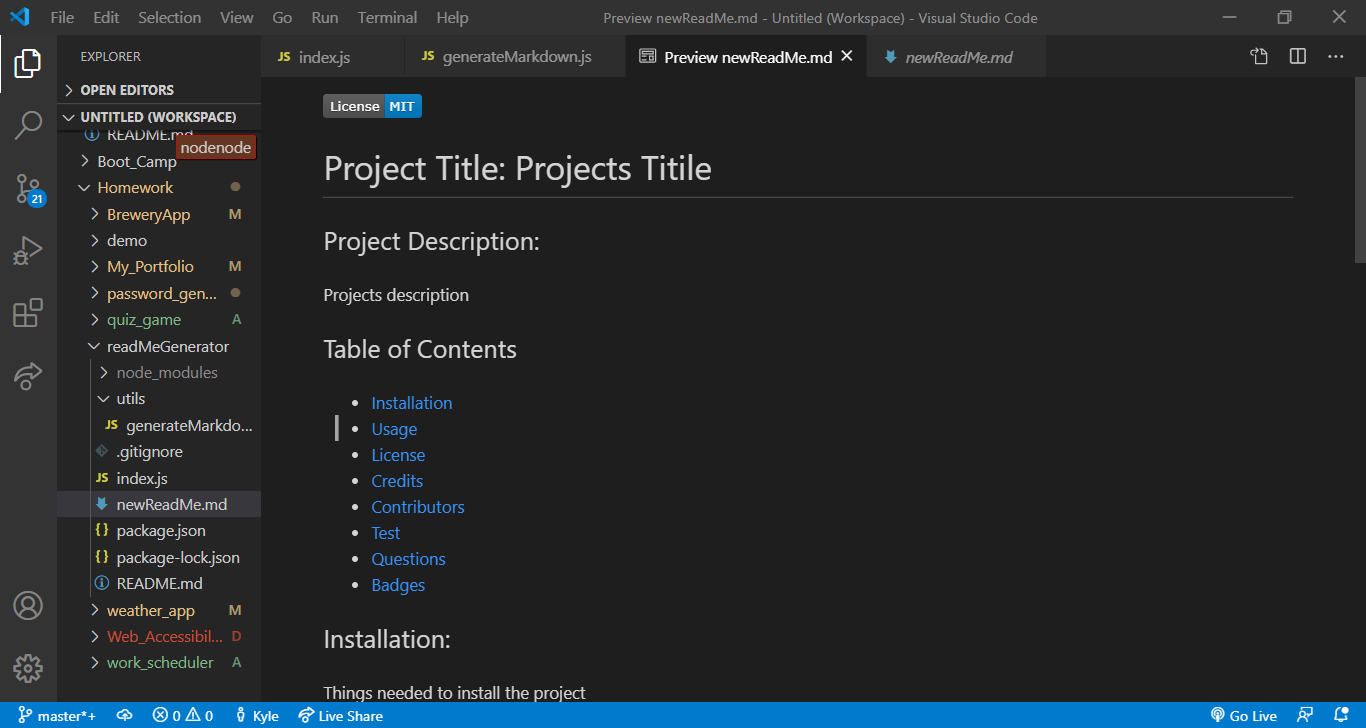 File Edit Selection View Go Run Terminal Help
Preview newReadMe.md - Untitled (Workspace) - Visual Studio Code
EXPLORER
OPEN EDITORS
UNTITLED (WORKSPACE)
README.md
nodenode
Boot_Camp
Homework
BreweryApp M
demo
My_Portfolio M
password_gen...
quiz_game A
readMeGenerator
node_modules
utils
JS generateMarkdo...
.gitignore
JS index.js
newReadMe.md
{} package.json
{} package-lock.json
README.md
weather_app M
Web_Accessibil... D
work_scheduler A
21
JS index.js
JS generateMarkdown.js
Preview newReadMe.md
newReadMe.md
License MIT
Project Title: Projects Titile
Project Description:
Projects description
Table of Contents
• Installation
• Usage
• License
• Credits
• Contributors
• Test
• Questions
• Badges
Installation:
Things needed to install the project
master*+ 0 0 Kyle Live Share
Go Live